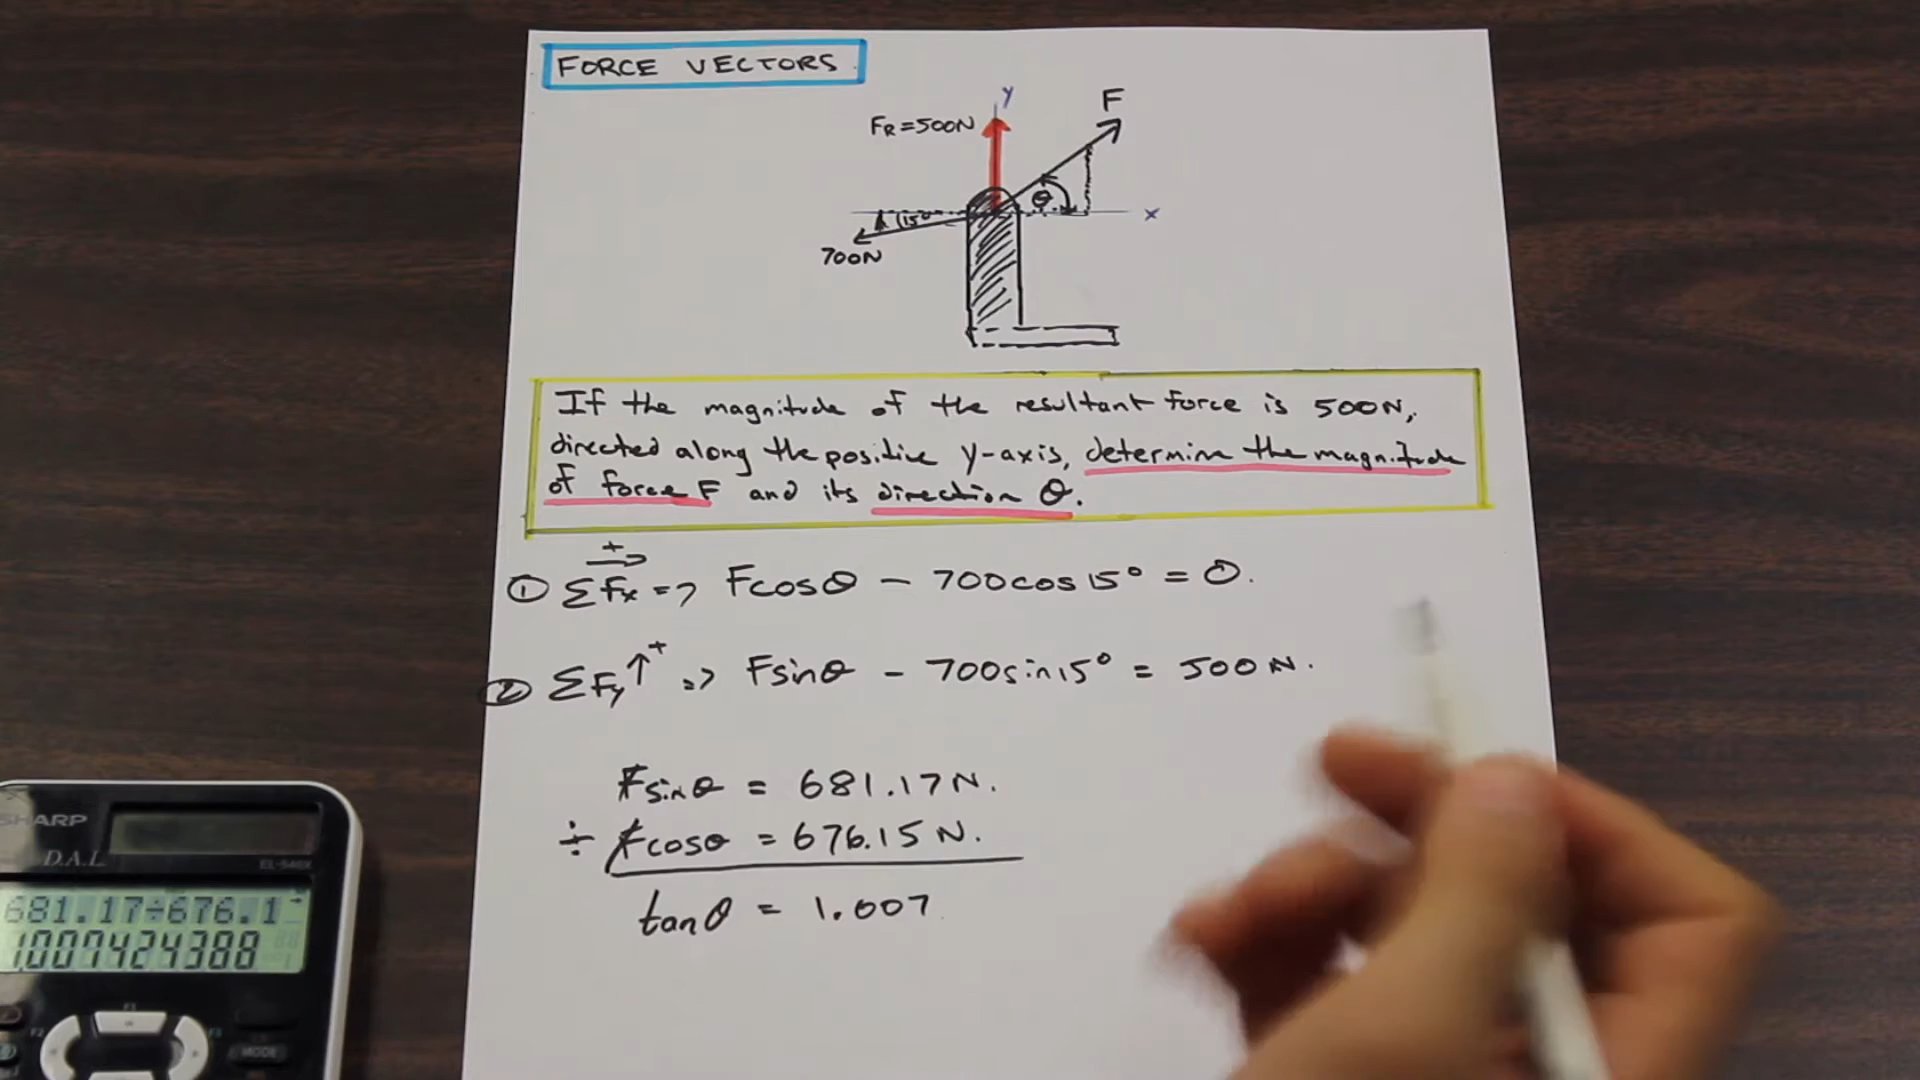 FORCE VECTORS
y
F
FR=500N
θ
15°
x
700N
If the magnitude of the resultant force is 500N,
directed along the positive y-axis, determine the magnitude
of force F and its direction θ.
+
① ΣFx => Fcosθ - 700cos15° = 0.
② ΣFy ↑+ => Fsinθ - 700sin15° = 500N.
Fsinθ = 681.17N.
÷ Fcosθ = 676.15N.
tanθ = 1.007
SHARP
D.A.L.
681.17÷676.1
1.007424388
MODE